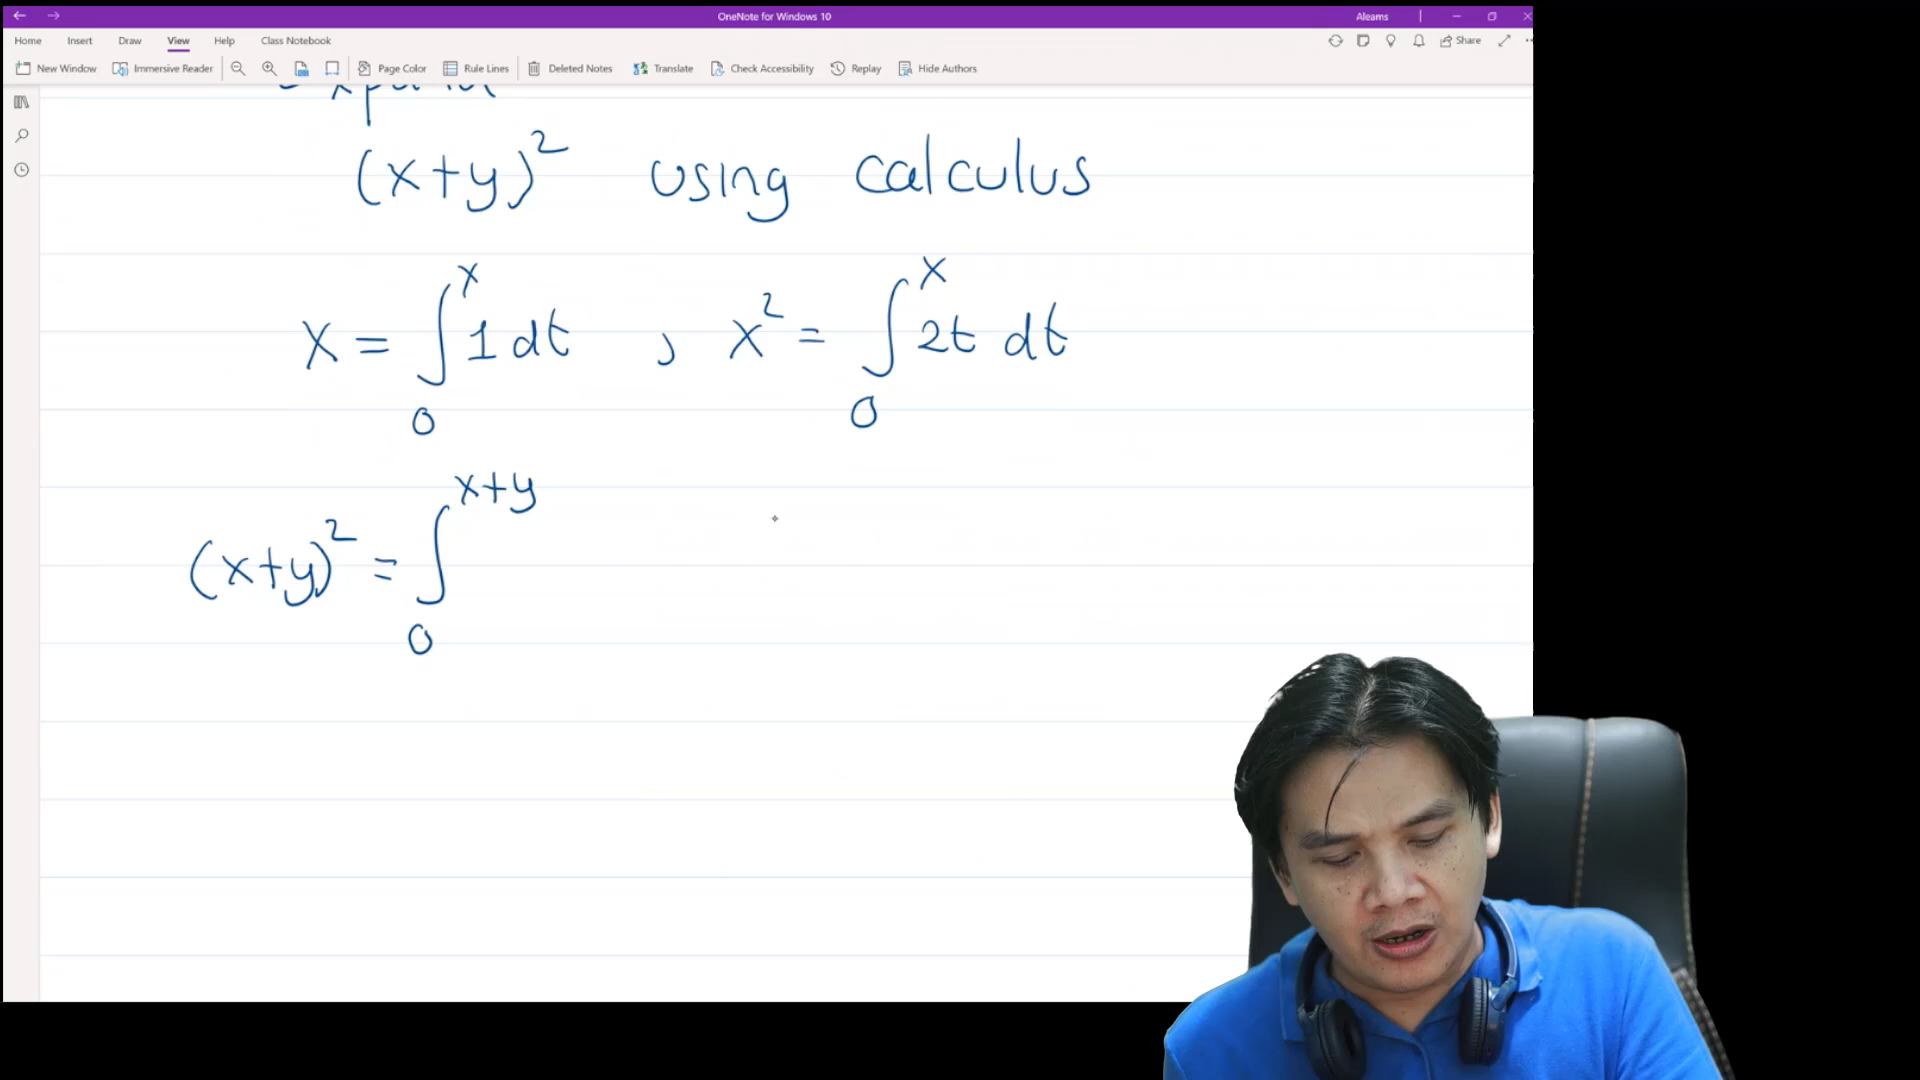 OneNote for Windows 10
Aleams
Home Insert Draw View Help Class Notebook
Share
New Window Immersive Reader Page Color Rule Lines Deleted Notes Translate Check Accessibility Replay Hide Authors
(x+y)² using calculus
x = ∫₀ˣ 1 dt , x² = ∫₀ˣ 2t dt
(x+y)² = ∫₀ˣ⁺ʸ